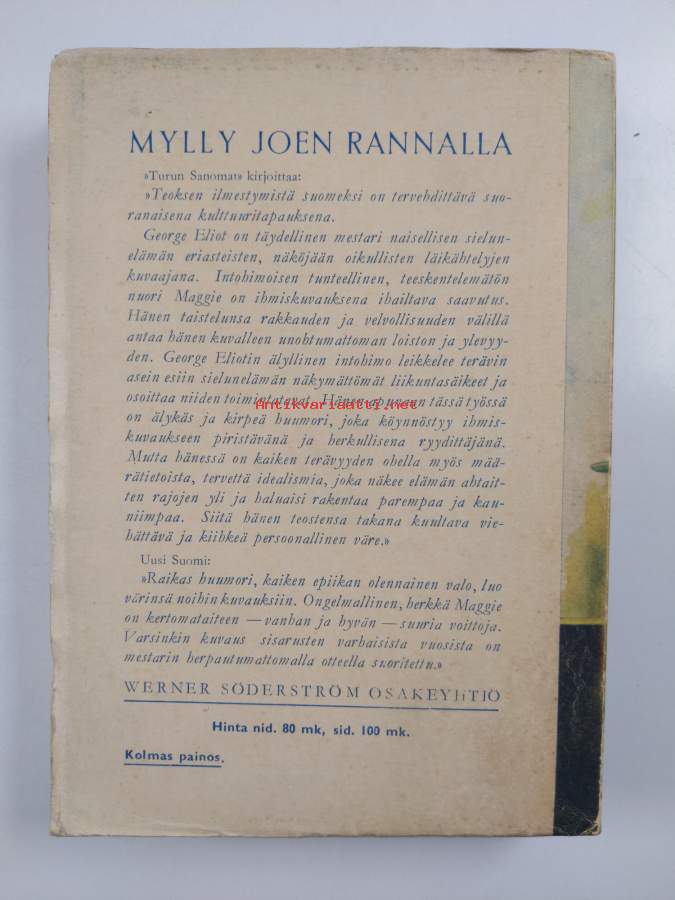 MYLLY JOEN RANNALLA
»Turun Sanomat» kirjoittaa:
»Teoksen ilmestymistä suomeksi on tervehdittävä suo-
ranaisena kulttuuritapauksena.
George Eliot on täydellinen mestari naisellisen sielun-
elämän eriasteisten, näköjään oikullisten läikähtelyjen
kuvaajana. Intohimoisen tunteellinen, teeskentelemätön
nuori Maggie on ihmiskuvauksena ihailtava saavutus.
Hänen taistelunsa rakkauden ja velvollisuuden välillä
antaa hänen kuvalleen unohtumattoman loiston ja ylevyy-
den. George Eliotin älyllinen intohimo leikkelee terävin
asein esiin sielunelämän näkymättömät liikuntasäikeet ja
osoittaa niiden toimintatavat. Hänen apunaan tässä työssä
Antikvariaatti.net
on älykäs ja kirpeä huumori, joka köynnöstyy ihmis-
kuvaukseen piristävänä ja herkullisena ryydittäjänä.
Mutta hänessä on kaiken terävyyden ohella myös mää-
rätietoista, tervettä idealismia, joka näkee elämän ahtait-
ten rajojen yli ja haluaisi rakentaa parempaa ja kau-
niimpaa. Siitä hänen teostensa takana kuultava vie-
hättävä ja kiihkeä persoonallinen väre.»
Uusi Suomi:
»Raikas huumori, kaiken epiikan olennainen valo, luo
värinsä noihin kuvauksiin. Ongelmallinen, herkkä Maggie
on kertomataiteen — vanhan ja hyvän — suuria voittoja.
Varsinkin kuvaus sisarusten varhaisista vuosista on
mestarin herpautumattomalla otteella suoritettu.»
WERNER SÖDERSTRÖM OSAKEYHTIÖ
Hinta nid. 80 mk, sid. 100 mk.
Kolmas painos.